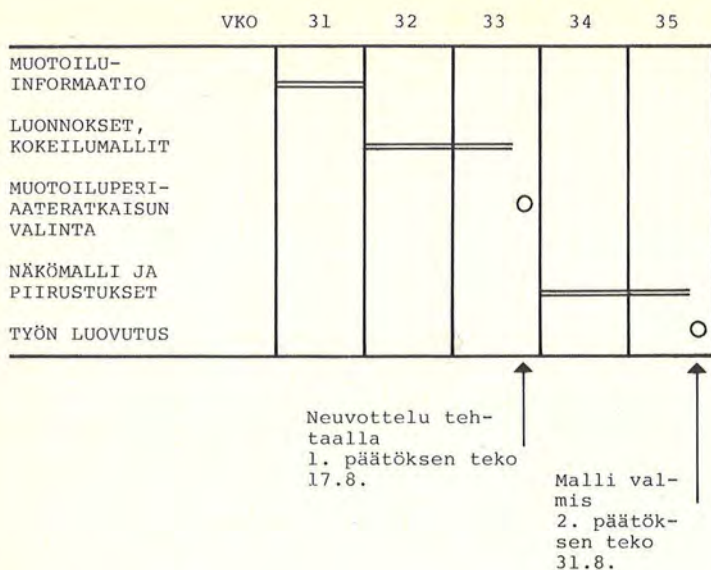 VKO 31 32 33 34 35
MUOTOILU-
INFORMAATIO
LUONNOKSET,
KOKEILUMALLIT
MUOTOILUPERI-
AATERATKAISUN
VALINTA
NÄKÖMALLI JA
PIIRUSTUKSET
TYÖN LUOVUTUS
Neuvottelu teh-
taalla
1. päätöksen teko
17.8.
Malli val-
mis
2. päätök-
sen teko
31.8.